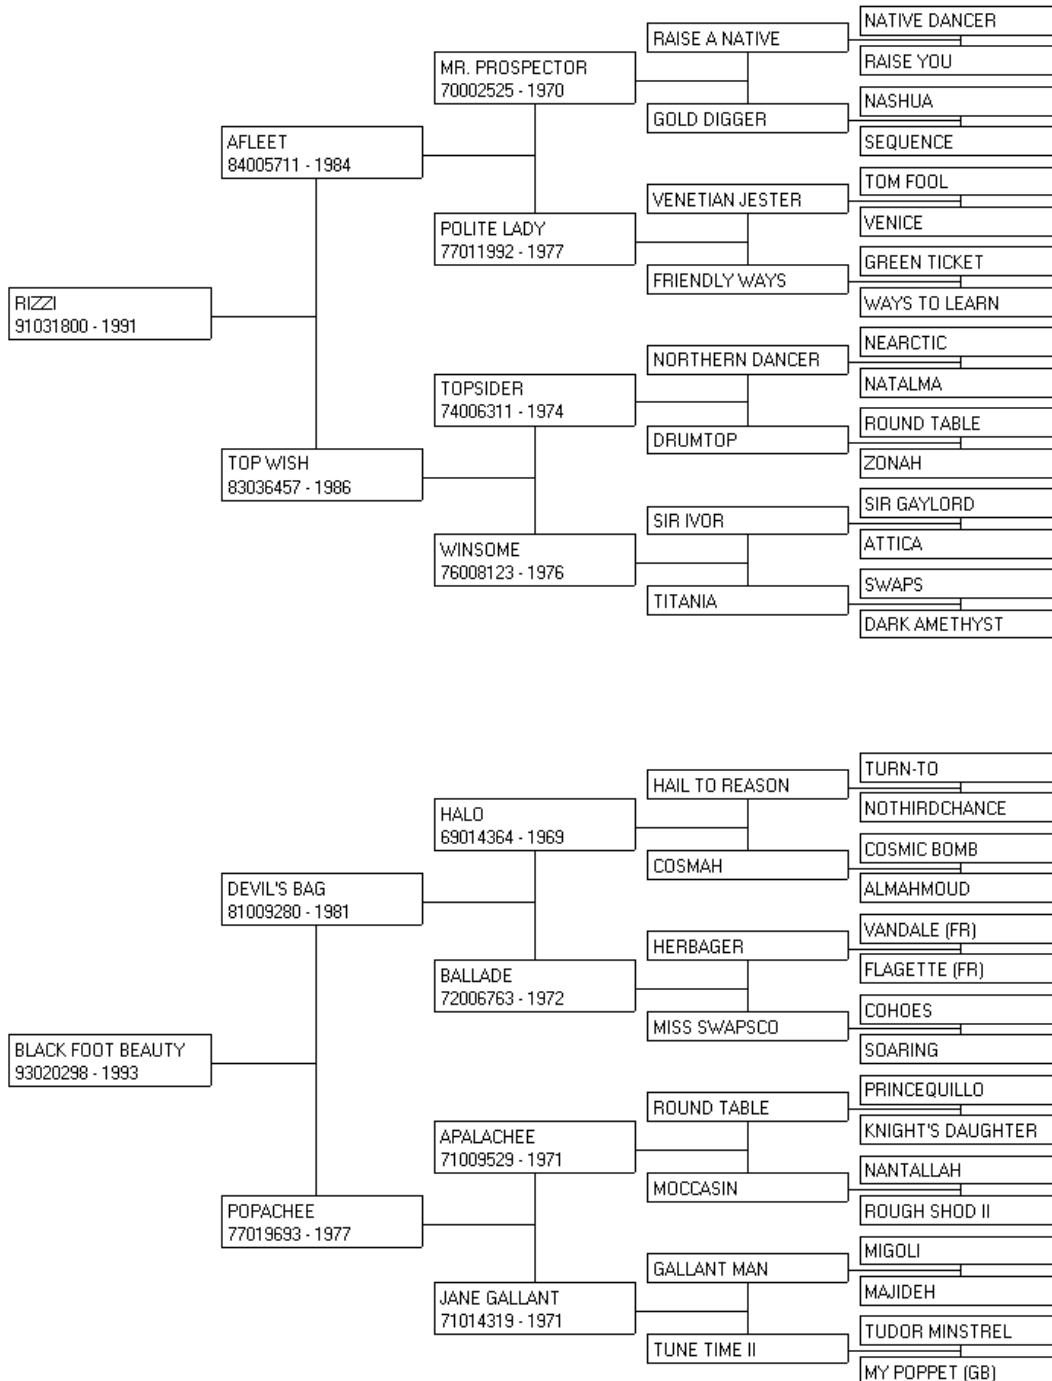 NATIVE DANCER
RAISE A NATIVE
RAISE YOU
MR. PROSPECTOR
70002525 - 1970
NASHUA
GOLD DIGGER
SEQUENCE
AFLEET
84005711 - 1984
TOM FOOL
VENETIAN JESTER
VENICE
POLITE LADY
77011992 - 1977
GREEN TICKET
FRIENDLY WAYS
WAYS TO LEARN
RIZZI
91031800 - 1991
NEARCTIC
NORTHERN DANCER
NATALMA
TOPSIDER
74006311 - 1974
ROUND TABLE
DRUMTOP
ZONAH
TOP WISH
83036457 - 1986
SIR GAYLORD
SIR IVOR
ATTICA
WINSOME
76008123 - 1976
SWAPS
TITANIA
DARK AMETHYST
TURN-TO
HAIL TO REASON
NOTHIRDCHANCE
HALO
69014364 - 1969
COSMIC BOMB
COSMAH
ALMAHMOUD
DEVIL'S BAG
81009280 - 1981
VANDALE (FR)
HERBAGER
FLAGETTE (FR)
BALLADE
72006763 - 1972
COHOES
MISS SWAPSCO
SOARING
BLACK FOOT BEAUTY
93020298 - 1993
PRINCEQUILLO
ROUND TABLE
KNIGHT'S DAUGHTER
APALACHEE
71009529 - 1971
NANTALLAH
MOCCASIN
ROUGH SHOD II
POPACHEE
77019693 - 1977
MIGOLI
GALLANT MAN
MAJIDEH
JANE GALLANT
71014319 - 1971
TUDOR MINSTREL
TUNE TIME II
MY POPPET (GB)